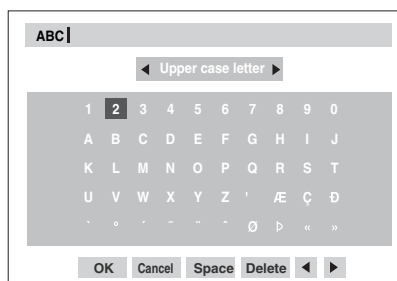 ABC
◀ Upper case letter ▶
1 2 3 4 5 6 7 8 9 0
A B C D E F G H I J
K L M N O P Q R S T
U V W X Y Z ' Æ Ç Ð
` ° ´ ~ ¨ ^ Ø Þ « »
OK Cancel Space Delete ◀ ▶